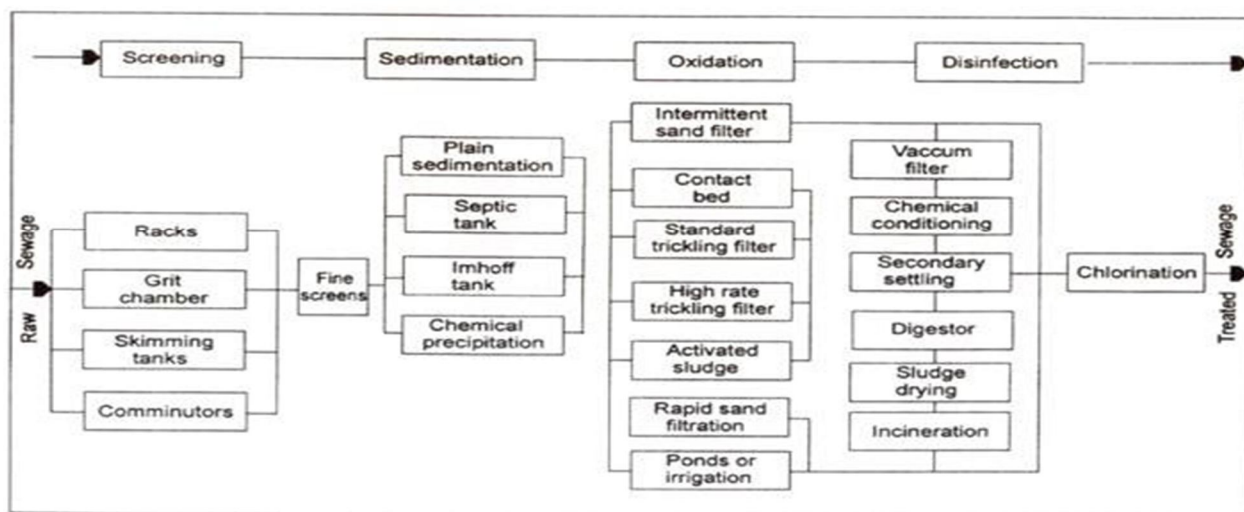 Screening
Sedimentation
Oxidation
Disinfection
Raw Sewage
Racks
Grit
chamber
Skimming
tanks
Comminutors
Fine
screens
Plain
sedimentation
Septic
tank
Imhoff
tank
Chemical
precipitation
Intermittent
sand filter
Contact
bed
Standard
trickling filter
High rate
trickling filter
Activated
sludge
Rapid sand
filtration
Ponds or
irrigation
Vaccum
filter
Chemical
conditioning
Secondary
settling
Digestor
Sludge
drying
Incineration
Chlorination
Treated Sewage